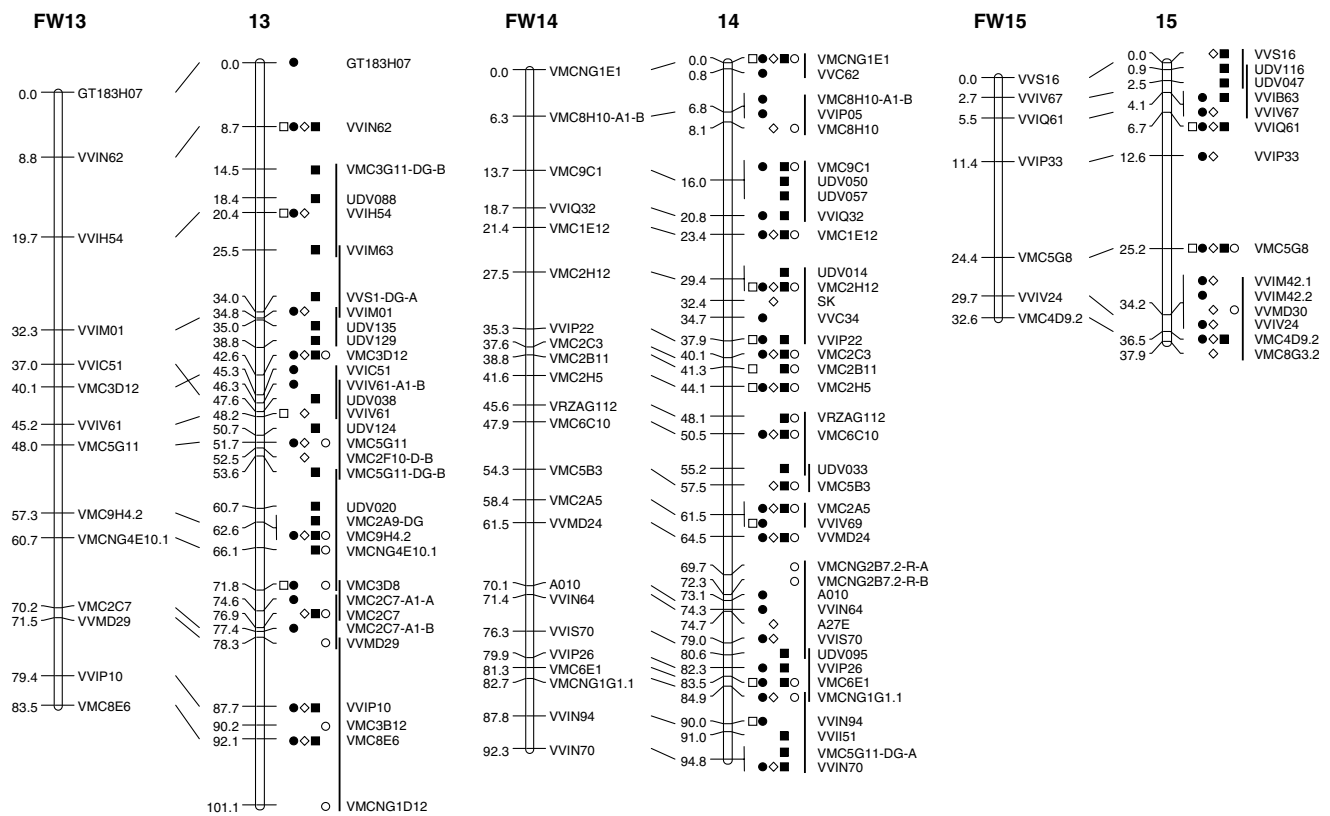 FW13
0.0 GT183H07
8.8 VVIN62
19.7 VVIH54
32.3 VVIM01
37.0 VVIC51
40.1 VMC3D12
45.2 VVIV61
48.0 VMC5G11
57.3 VMC9H4.2
60.7 VMCNG4E10.1
70.2 VMC2C7
71.5 VVMD29
79.4 VVIP10
83.5 VMC8E6
13
0.0 GT183H07
8.7 VVIN62
14.5 VMC3G11-DG-B
18.4 UDV088
20.4 VVIH54
25.5 VVIM63
34.0 VVS1-DG-A
34.8 VVIM01
35.0 UDV135
38.8 UDV129
42.6 VMC3D12
45.3 VVIC51
46.3 VVIV61-A1-B
47.6 UDV038
48.2 VVIV61
50.7 UDV124
51.7 VMC5G11
52.5 VMC2F10-D-B
53.6 VMC5G11-DG-B
60.7 UDV020
VMC2A9-DG
62.6 VMC9H4.2
66.1 VMCNG4E10.1
71.8 VMC3D8
74.6 VMC2C7-A1-A
76.9 VMC2C7
77.4 VMC2C7-A1-B
78.3 VVMD29
87.7 VVIP10
90.2 VMC3B12
92.1 VMC8E6
101.1 VMCNG1D12
FW14
0.0 VMCNG1E1
6.3 VMC8H10-A1-B
13.7 VMC9C1
18.7 VVIQ32
21.4 VMC1E12
27.5 VMC2H12
35.3 VVIP22
37.6 VMC2C3
38.8 VMC2B11
41.6 VMC2H5
45.6 VRZAG112
47.9 VMC6C10
54.3 VMC5B3
58.4 VMC2A5
61.5 VVMD24
70.1 A010
71.4 VVIN64
76.3 VVIS70
79.9 VVIP26
81.3 VMC6E1
82.7 VMCNG1G1.1
87.8 VVIN94
92.3 VVIN70
14
0.0 VMCNG1E1
0.8 VVC62
VMC8H10-A1-B
6.8 VVIP05
8.1 VMC8H10
VMC9C1
16.0 UDV050
UDV057
20.8 VVIQ32
23.4 VMC1E12
UDV014
29.4 VMC2H12
32.4 SK
34.7 VVC34
37.9 VVIP22
40.1 VMC2C3
41.3 VMC2B11
44.1 VMC2H5
48.1 VRZAG112
50.5 VMC6C10
55.2 UDV033
57.5 VMC5B3
VMC2A5
61.5 VVIV69
64.5 VVMD24
69.7 VMCNG2B7.2-R-A
72.3 VMCNG2B7.2-R-B
73.1 A010
74.3 VVIN64
74.7 A27E
79.0 VVIS70
80.6 UDV095
82.3 VVIP26
83.5 VMC6E1
84.9 VMCNG1G1.1
90.0 VVIN94
91.0 VVII51
VMC5G11-DG-A
94.8 VVIN70
FW15
0.0 VVS16
2.7 VVIV67
5.5 VVIQ61
11.4 VVIP33
24.4 VMC5G8
29.7 VVIV24
32.6 VMC4D9.2
15
0.0 VVS16
0.9 UDV116
2.5 UDV047
VVIB63
4.1 VVIV67
6.7 VVIQ61
12.6 VVIP33
25.2 VMC5G8
VVIM42.1
VVIM42.2
34.2 VVMD30
VVIV24
36.5 VMC4D9.2
37.9 VMC8G3.2